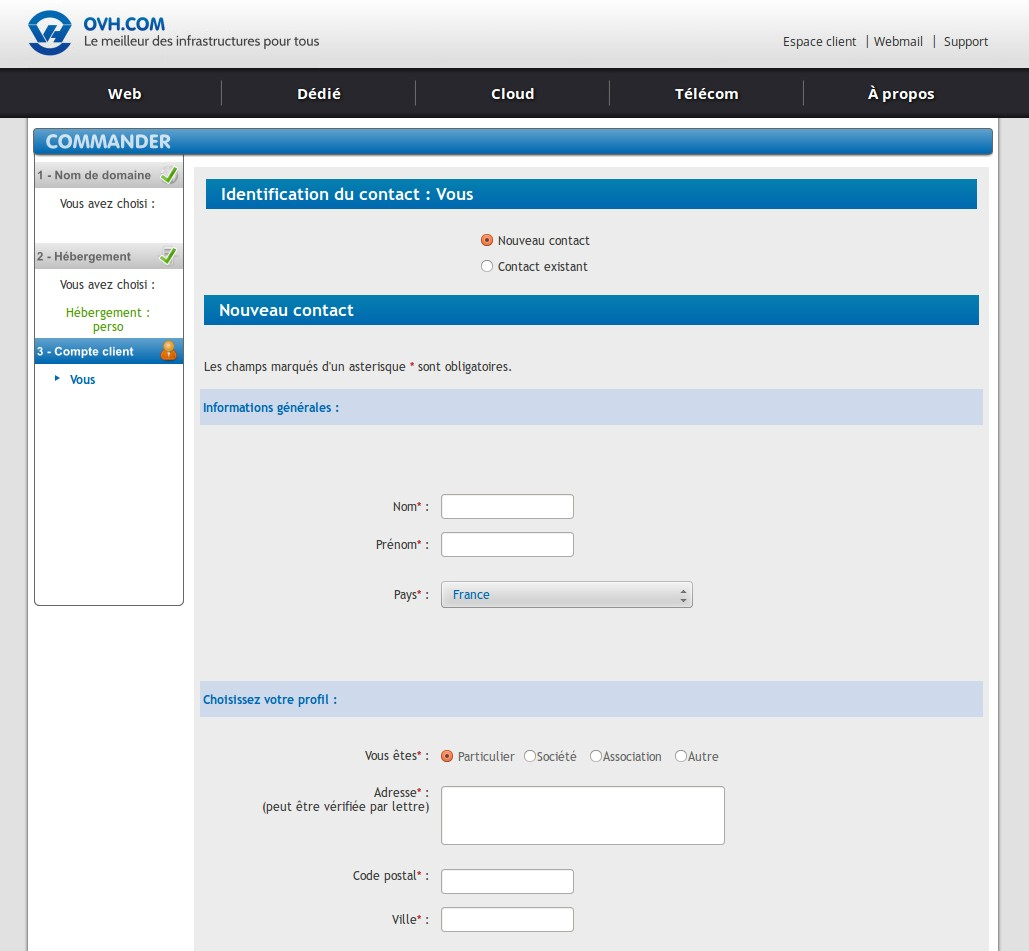 OVH.COM
Le meilleur des infrastructures pour tous
Espace client | Webmail | Support
Web
Dédié
Cloud
Télécom
À propos
COMMANDER
1 - Nom de domaine
Vous avez choisi :
2 - Hébergement
Vous avez choisi :
Hébergement :
perso
3 - Compte client
Vous
Identification du contact : Vous
Nouveau contact
Contact existant
Nouveau contact
Les champs marqués d'un asterisque * sont obligatoires.
Informations générales :
Nom* :
Prénom* :
Pays* : France
Choisissez votre profil :
Vous êtes* : Particulier Société Association Autre
Adresse* :
(peut être vérifiée par lettre)
Code postal* :
Ville* :